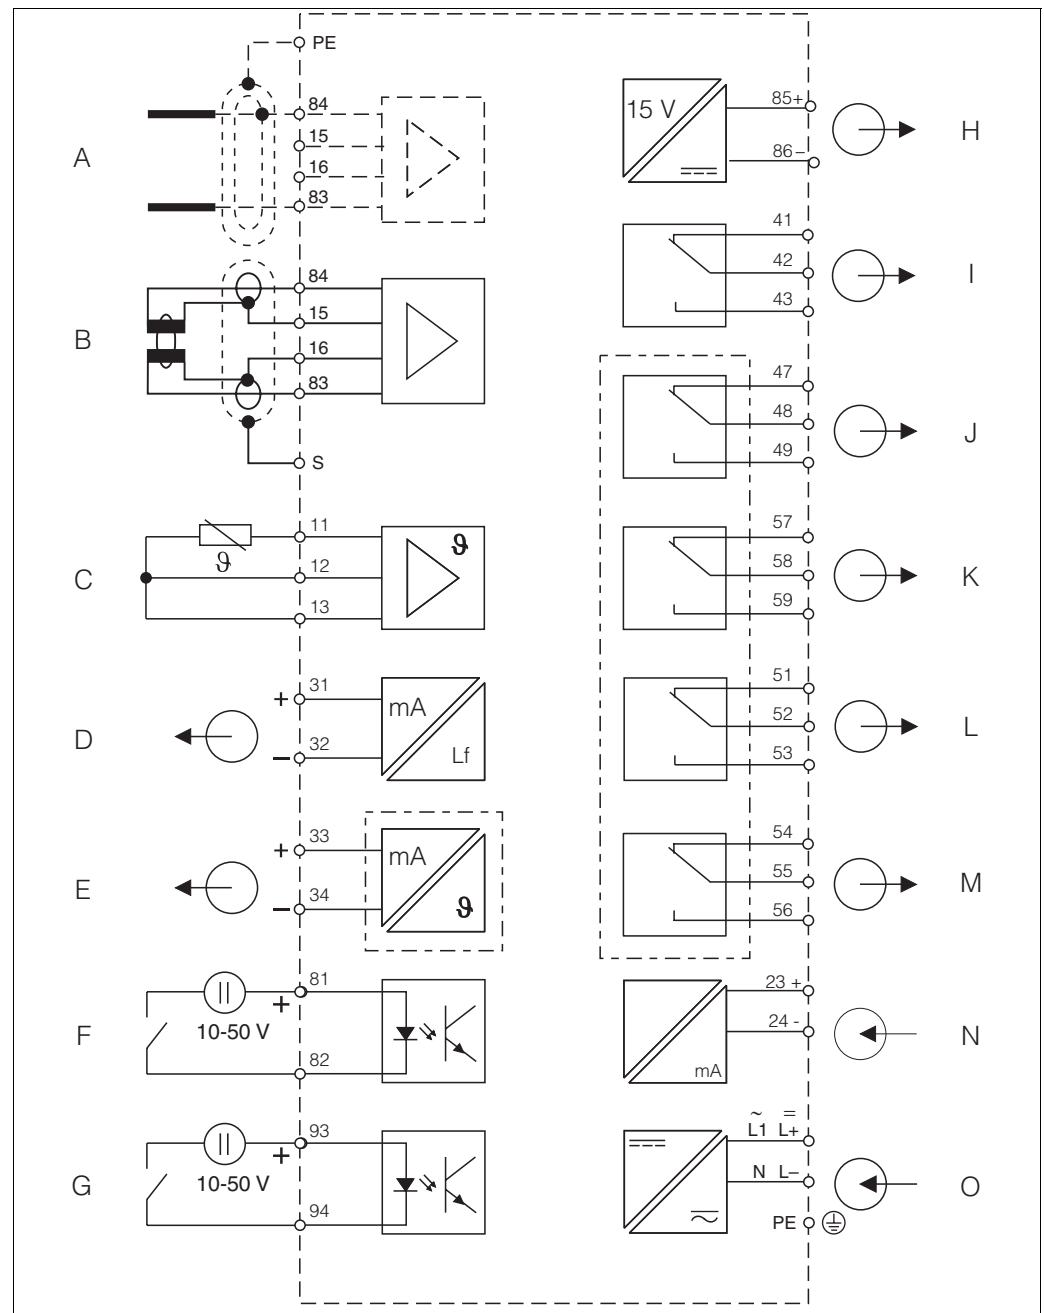 PE
84
15
16
83
A
84
15
16
83
B
S
11
12
13
ϑ
ϑ
C
+ 31
mA
− 32
Lf
D
+ 33
mA
− 34
ϑ
E
81
+
10-50 V
82
F
93
+
10-50 V
94
G
15 V
85+
86−
H
41
42
43
I
47
48
49
J
57
58
59
K
51
52
53
L
54
55
56
M
23 +
24 -
mA
N
~ =
L1 L+
N L−
PE
O